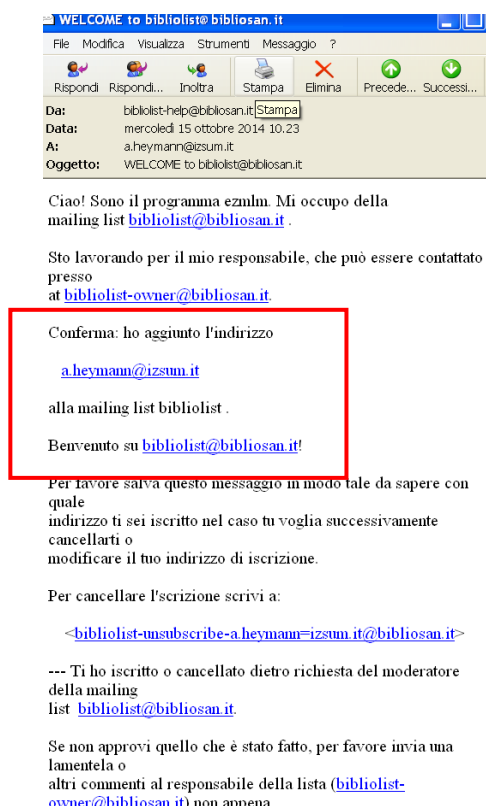 WELCOME to bibliolist@bibliosan.it
File Modifica Visualizza Strumenti Messaggio ?
Rispondi Rispondi... Inoltra Stampa Elimina Precede... Successi...
Da: bibliolist-help@bibliosan.it Stampa
Data: mercoledì 15 ottobre 2014 10.23
A: a.heymann@izsum.it
Oggetto: WELCOME to bibliolist@bibliosan.it
Ciao! Sono il programma ezmlm. Mi occupo della
mailing list bibliolist@bibliosan.it .
Sto lavorando per il mio responsabile, che può essere contattato
presso
at bibliolist-owner@bibliosan.it.
Conferma: ho aggiunto l'indirizzo
a.heymann@izsum.it
alla mailing list bibliolist .
Benvenuto su bibliolist@bibliosan.it!
Per favore salva questo messaggio in modo tale da sapere con
quale
indirizzo ti sei iscritto nel caso tu voglia successivamente
cancellarti o
modificare il tuo indirizzo di iscrizione.
Per cancellare l'scrizione scrivi a:
<bibliolist-unsubscribe-a.heymann=izsum.it@bibliosan.it>
--- Ti ho iscritto o cancellato dietro richiesta del moderatore
della mailing
list bibliolist@bibliosan.it.
Se non approvi quello che è stato fatto, per favore invia una
lamentela o
altri commenti al responsabile della lista (bibliolist-
owner@bibliosan.it) non appena